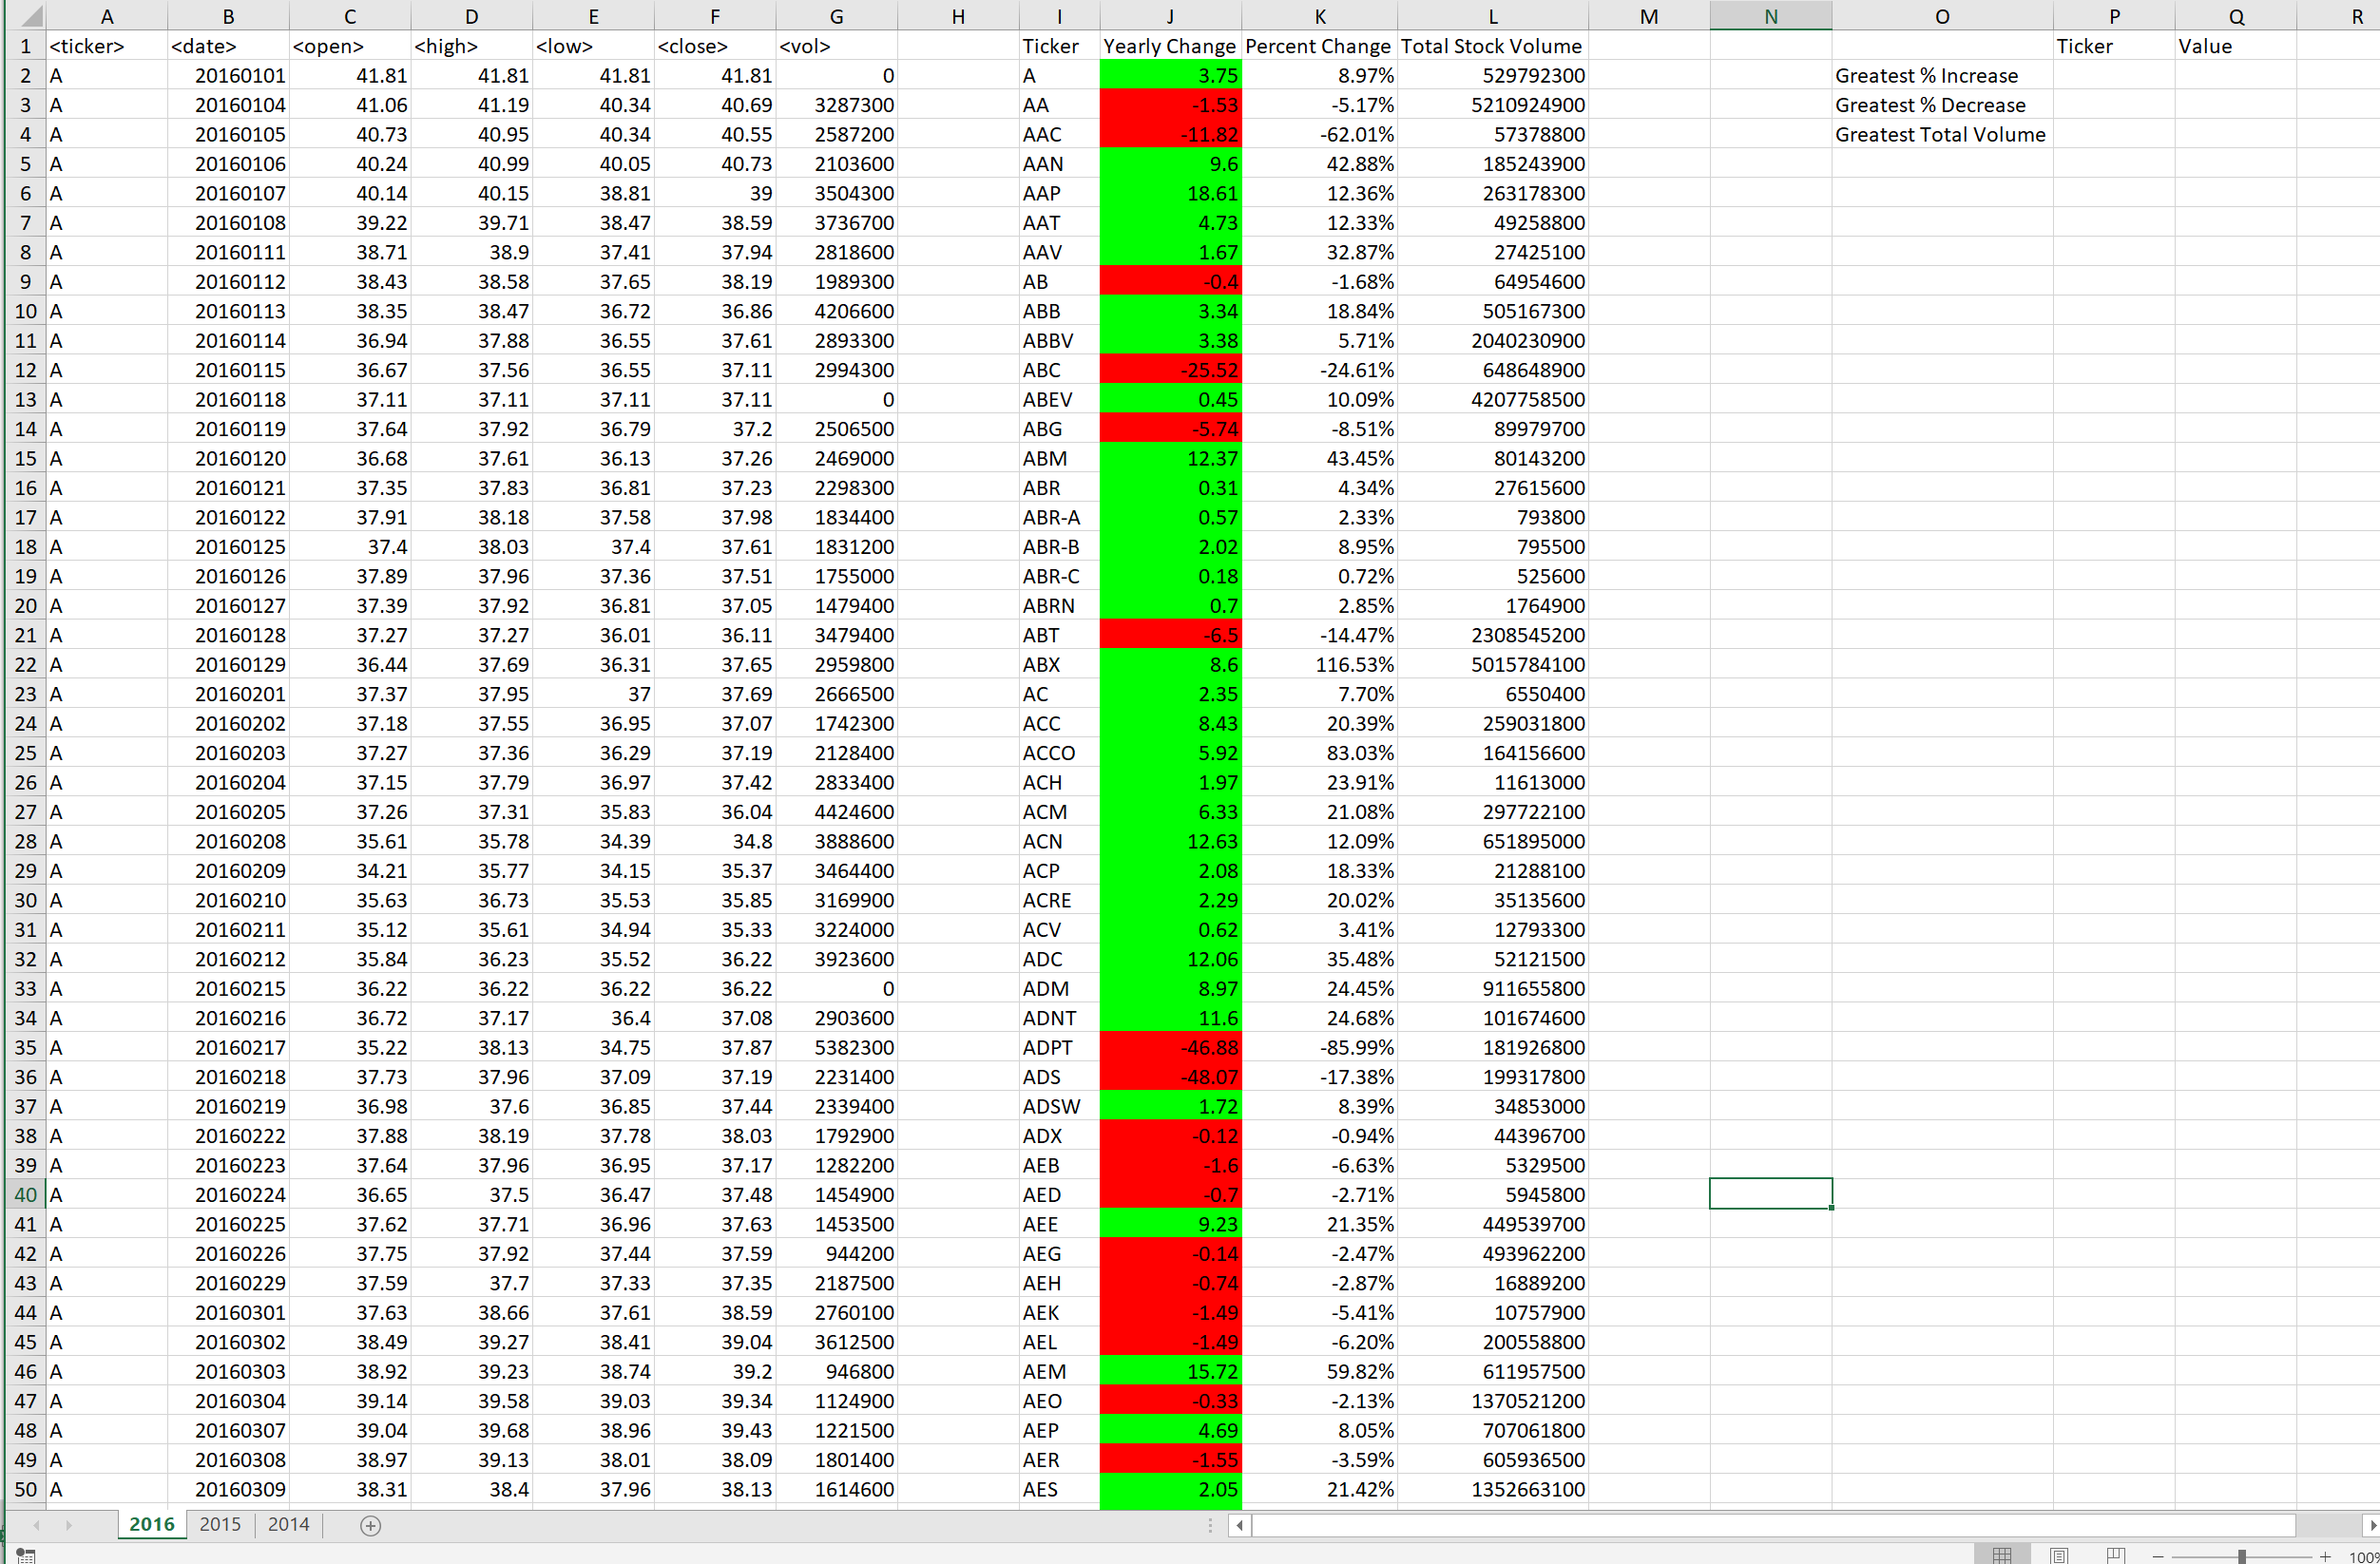 A B C D E F G H I J K L M N O P Q R
1 <ticker> <date> <open> <high> <low> <close> <vol> Ticker Yearly Change Percent Change Total Stock Volume Ticker Value
2 A 20160101 41.81 41.81 41.81 41.81 0 A 3.75 8.97% 529792300 Greatest % Increase
3 A 20160104 41.06 41.19 40.34 40.69 3287300 AA -1.53 -5.17% 5210924900 Greatest % Decrease
4 A 20160105 40.73 40.95 40.34 40.55 2587200 AAC -11.82 -62.01% 57378800 Greatest Total Volume
5 A 20160106 40.24 40.99 40.05 40.73 2103600 AAN 9.6 42.88% 185243900
6 A 20160107 40.14 40.15 38.81 39 3504300 AAP 18.61 12.36% 263178300
7 A 20160108 39.22 39.71 38.47 38.59 3736700 AAT 4.73 12.33% 49258800
8 A 20160111 38.71 38.9 37.41 37.94 2818600 AAV 1.67 32.87% 27425100
9 A 20160112 38.43 38.58 37.65 38.19 1989300 AB -0.4 -1.68% 64954600
10 A 20160113 38.35 38.47 36.72 36.86 4206600 ABB 3.34 18.84% 505167300
11 A 20160114 36.94 37.88 36.55 37.61 2893300 ABBV 3.38 5.71% 2040230900
12 A 20160115 36.67 37.56 36.55 37.11 2994300 ABC -25.52 -24.61% 648648900
13 A 20160118 37.11 37.11 37.11 37.11 0 ABEV 0.45 10.09% 4207758500
14 A 20160119 37.64 37.92 36.79 37.2 2506500 ABG -5.74 -8.51% 89979700
15 A 20160120 36.68 37.61 36.13 37.26 2469000 ABM 12.37 43.45% 80143200
16 A 20160121 37.35 37.83 36.81 37.23 2298300 ABR 0.31 4.34% 27615600
17 A 20160122 37.91 38.18 37.58 37.98 1834400 ABR-A 0.57 2.33% 793800
18 A 20160125 37.4 38.03 37.4 37.61 1831200 ABR-B 2.02 8.95% 795500
19 A 20160126 37.89 37.96 37.36 37.51 1755000 ABR-C 0.18 0.72% 525600
20 A 20160127 37.39 37.92 36.81 37.05 1479400 ABRN 0.7 2.85% 1764900
21 A 20160128 37.27 37.27 36.01 36.11 3479400 ABT -6.5 -14.47% 2308545200
22 A 20160129 36.44 37.69 36.31 37.65 2959800 ABX 8.6 116.53% 5015784100
23 A 20160201 37.37 37.95 37 37.69 2666500 AC 2.35 7.70% 6550400
24 A 20160202 37.18 37.55 36.95 37.07 1742300 ACC 8.43 20.39% 259031800
25 A 20160203 37.27 37.36 36.29 37.19 2128400 ACCO 5.92 83.03% 164156600
26 A 20160204 37.15 37.79 36.97 37.42 2833400 ACH 1.97 23.91% 11613000
27 A 20160205 37.26 37.31 35.83 36.04 4424600 ACM 6.33 21.08% 297722100
28 A 20160208 35.61 35.78 34.39 34.8 3888600 ACN 12.63 12.09% 651895000
29 A 20160209 34.21 35.77 34.15 35.37 3464400 ACP 2.08 18.33% 21288100
30 A 20160210 35.63 36.73 35.53 35.85 3169900 ACRE 2.29 20.02% 35135600
31 A 20160211 35.12 35.61 34.94 35.33 3224000 ACV 0.62 3.41% 12793300
32 A 20160212 35.84 36.23 35.52 36.22 3923600 ADC 12.06 35.48% 52121500
33 A 20160215 36.22 36.22 36.22 36.22 0 ADM 8.97 24.45% 911655800
34 A 20160216 36.72 37.17 36.4 37.08 2903600 ADNT 11.6 24.68% 101674600
35 A 20160217 35.22 38.13 34.75 37.87 5382300 ADPT -46.88 -85.99% 181926800
36 A 20160218 37.73 37.96 37.09 37.19 2231400 ADS -48.07 -17.38% 199317800
37 A 20160219 36.98 37.6 36.85 37.44 2339400 ADSW 1.72 8.39% 34853000
38 A 20160222 37.88 38.19 37.78 38.03 1792900 ADX -0.12 -0.94% 44396700
39 A 20160223 37.64 37.96 36.95 37.17 1282200 AEB -1.6 -6.63% 5329500
40 A 20160224 36.65 37.5 36.47 37.48 1454900 AED -0.7 -2.71% 5945800
41 A 20160225 37.62 37.71 36.96 37.63 1453500 AEE 9.23 21.35% 449539700
42 A 20160226 37.75 37.92 37.44 37.59 944200 AEG -0.14 -2.47% 493962200
43 A 20160229 37.59 37.7 37.33 37.35 2187500 AEH -0.74 -2.87% 16889200
44 A 20160301 37.63 38.66 37.61 38.59 2760100 AEK -1.49 -5.41% 10757900
45 A 20160302 38.49 39.27 38.41 39.04 3612500 AEL -1.49 -6.20% 200558800
46 A 20160303 38.92 39.23 38.74 39.2 946800 AEM 15.72 59.82% 611957500
47 A 20160304 39.14 39.58 39.03 39.34 1124900 AEO -0.33 -2.13% 1370521200
48 A 20160307 39.04 39.68 38.96 39.43 1221500 AEP 4.69 8.05% 707061800
49 A 20160308 38.97 39.13 38.01 38.09 1801400 AER -1.55 -3.59% 605936500
50 A 20160309 38.31 38.4 37.96 38.13 1614600 AES 2.05 21.42% 1352663100
2016 2015 2014
100%